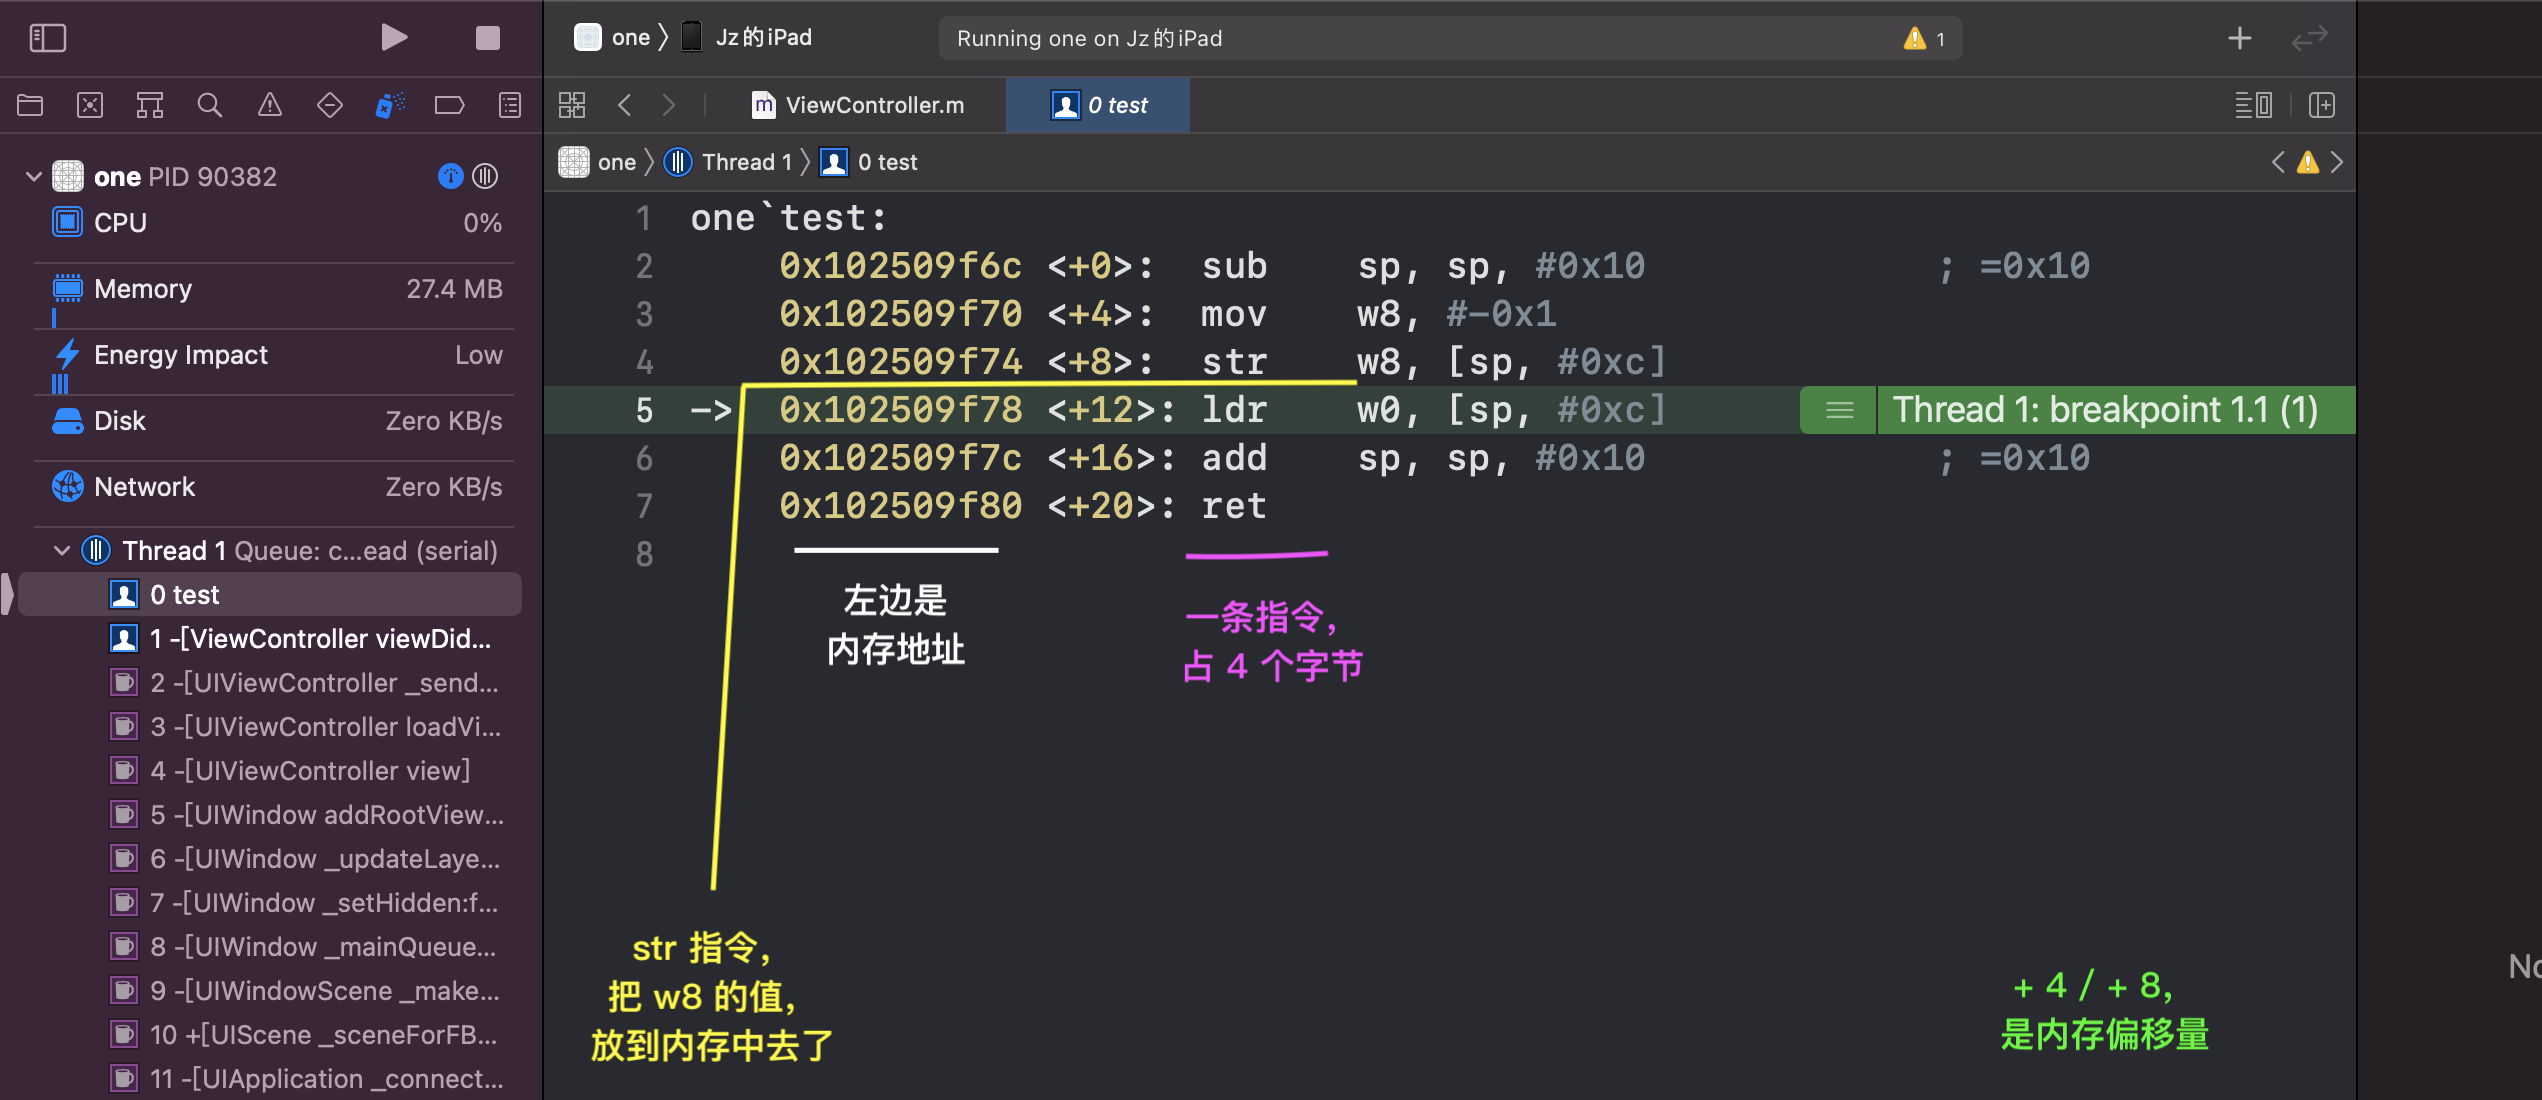 one 〉 Jz的iPad
Running one on Jz的iPad
1
ViewController.m
0 test
one 〉 Thread 1 〉 0 test
one PID 90382
CPU 0%
Memory 27.4 MB
Energy Impact Low
Disk Zero KB/s
Network Zero KB/s
Thread 1 Queue: c...ead (serial)
0 test
1 -[ViewController viewDid...
2 -[UIViewController _send...
3 -[UIViewController loadVi...
4 -[UIViewController view]
5 -[UIWindow addRootView...
6 -[UIWindow _updateLaye...
7 -[UIWindow _setHidden:f...
8 -[UIWindow _mainQueue...
9 -[UIWindowScene _make...
10 +[UIScene _sceneForFB...
11 -[UIApplication _connect...
1 one`test:
2 0x102509f6c <+0>: sub sp, sp, #0x10 ; =0x10
3 0x102509f70 <+4>: mov w8, #-0x1
4 0x102509f74 <+8>: str w8, [sp, #0xc]
5 -> 0x102509f78 <+12>: ldr w0, [sp, #0xc] Thread 1: breakpoint 1.1 (1)
6 0x102509f7c <+16>: add sp, sp, #0x10 ; =0x10
7 0x102509f80 <+20>: ret
8
左边是
内存地址
一条指令，
占 4 个字节
str 指令，
把 w8 的值，
放到内存中去了
+ 4 / + 8,
是内存偏移量